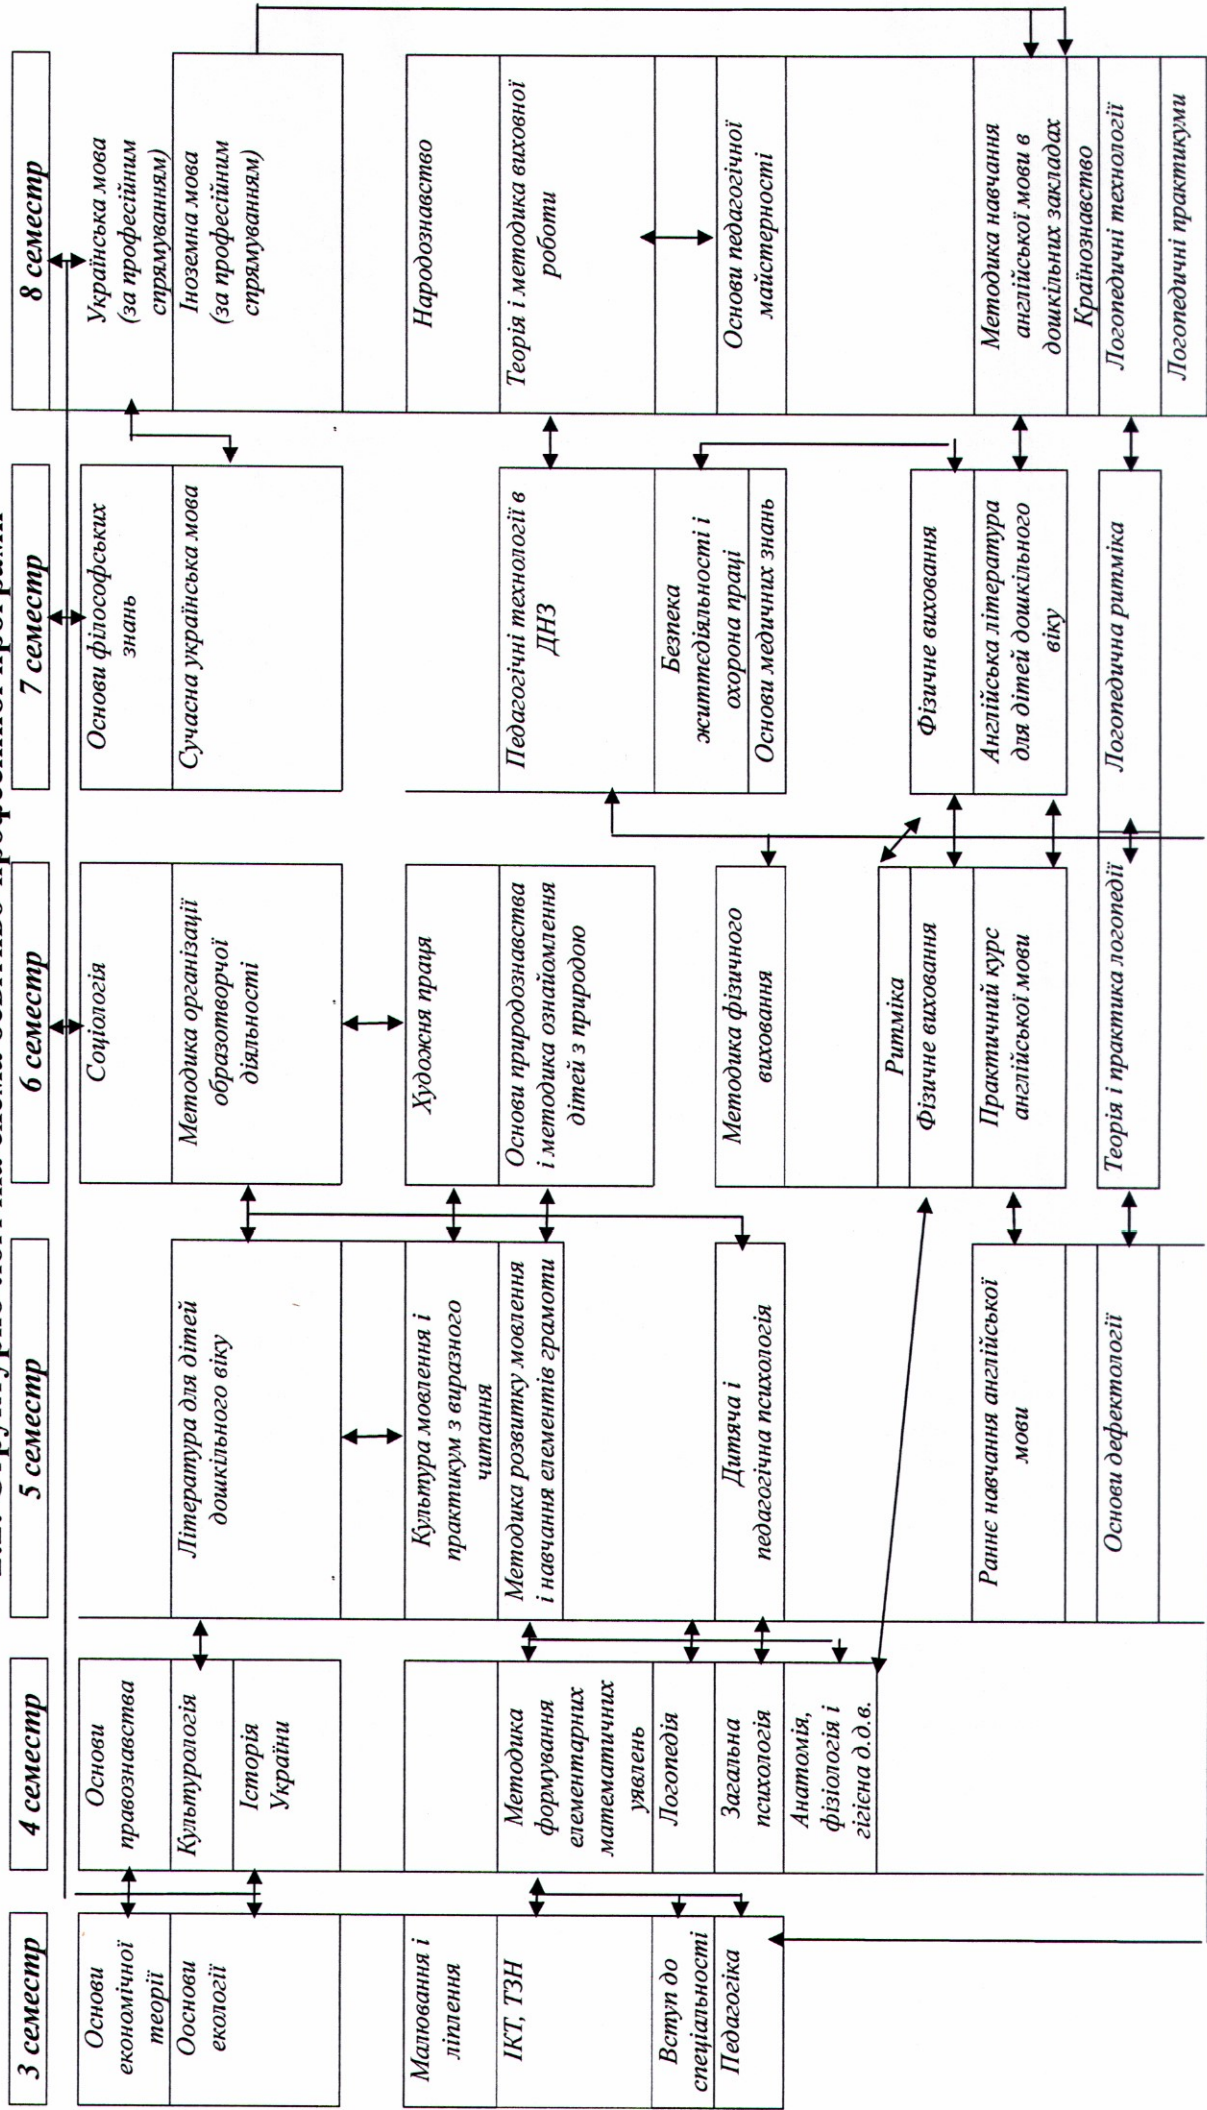 3 семестр
4 семестр
5 семестр
6 семестр
7 семестр
8 семестр
Основи
економічної
теорії
Ооснови
екології
Малювання і
ліплення
ІКТ, ТЗН
Вступ до
спеціальності
Педагогіка
Основи
правознавства
Культурологія
Історія
України
Методика
формування
елементарних
математичних
уявлень
Логопедія
Загальна
психологія
Анатомія,
фізіологія і
гігієна д.д.в.
Література для дітей
дошкільного віку
Культура мовлення і
практикум з виразного
читання
Методика розвитку мовлення
і навчання елементів грамоти
Дитяча і
педагогічна психологія
Раннє навчання англійської
мови
Основи дефектології
Соціологія
Методика організації
образотворчої
діяльності
Художня праця
Основи природознавства
і методика ознайомлення
дітей з природою
Методика фізичного
виховання
Ритміка
Фізичне виховання
Практичний курс
англійської мови
Теорія і практика логопедії
Основи філософських
знань
Сучасна українська мова
Педагогічні технології в
ДНЗ
Безпека
життєдіяльності і
охорона праці
Основи медичних знань
Фізичне виховання
Англійська література
для дітей дошкільного
віку
Логопедична ритміка
Українська мова
(за професійним
спрямуванням)
Іноземна мова
(за професійним
спрямуванням)
Народознавство
Теорія і методика виховної
роботи
Основи педагогічної
майстерності
Методика навчання
англійської мови в
дошкільних закладах
Країнознавство
Логопедичні технології
Логопедичні практикуми